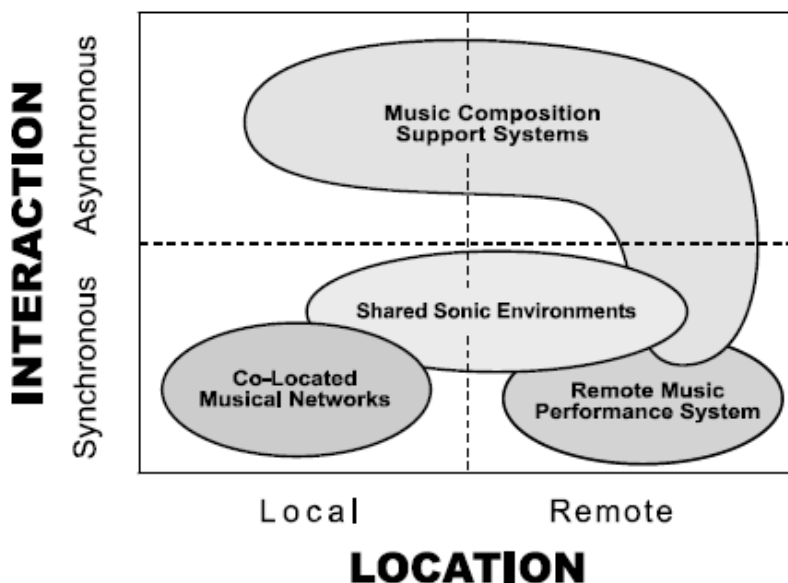 INTERACTION
Asynchronous
Synchronous
Music Composition
Support Systems
Shared Sonic Environments
Co-Located
Musical Networks
Remote Music
Performance System
Local
Remote
LOCATION